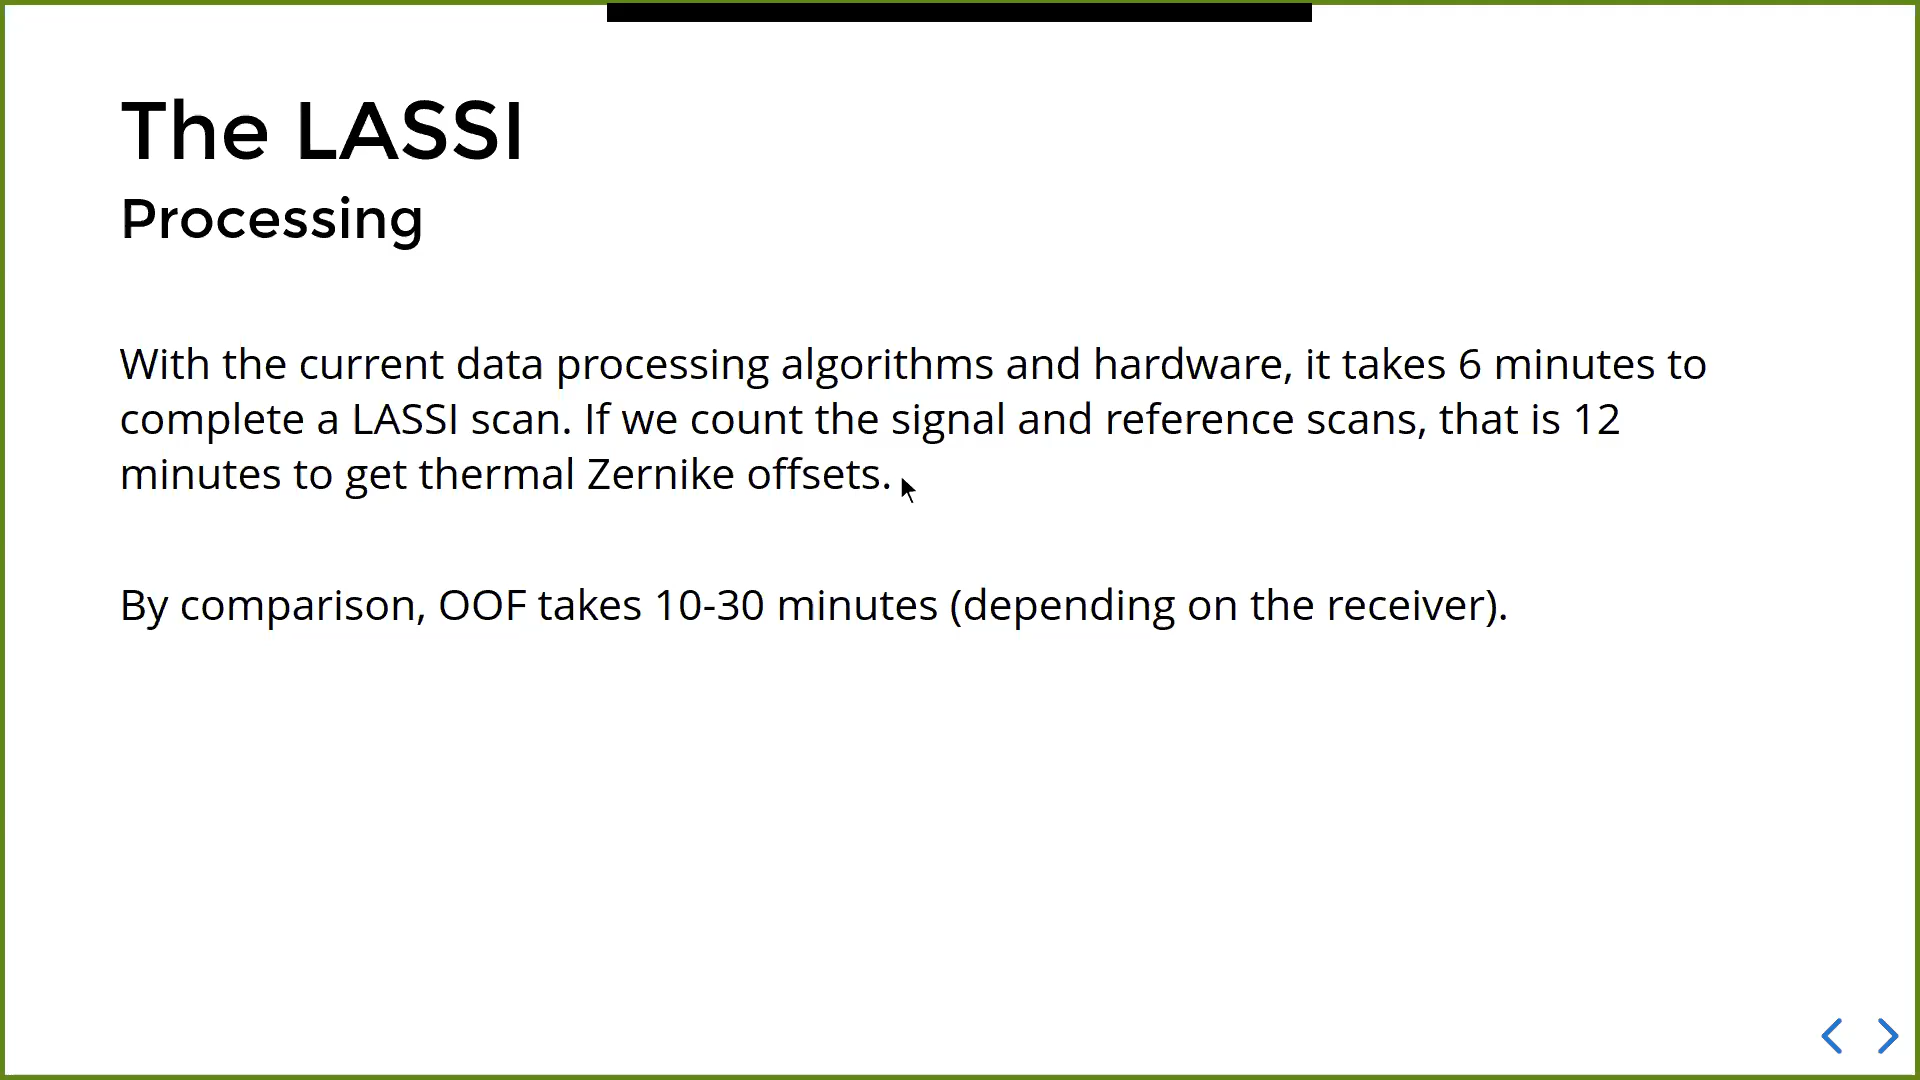 The LASSI
Processing
With the current data processing algorithms and hardware, it takes 6 minutes to
complete a LASSI scan. If we count the signal and reference scans, that is 12
minutes to get thermal Zernike offsets.
By comparison, OOF takes 10-30 minutes (depending on the receiver).